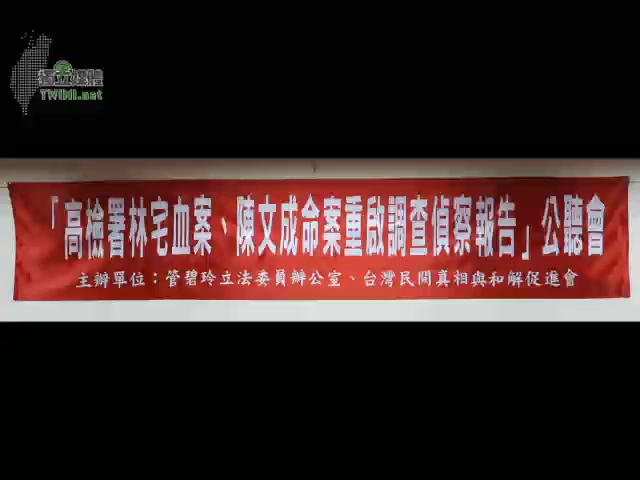 獨立媒體
TWIMI.net
「高檢署林宅血案、陳文成命案重啟調查偵察報告」公聽會
主辦單位：管碧玲立法委員辦公室、台灣民間真相與和解促進會